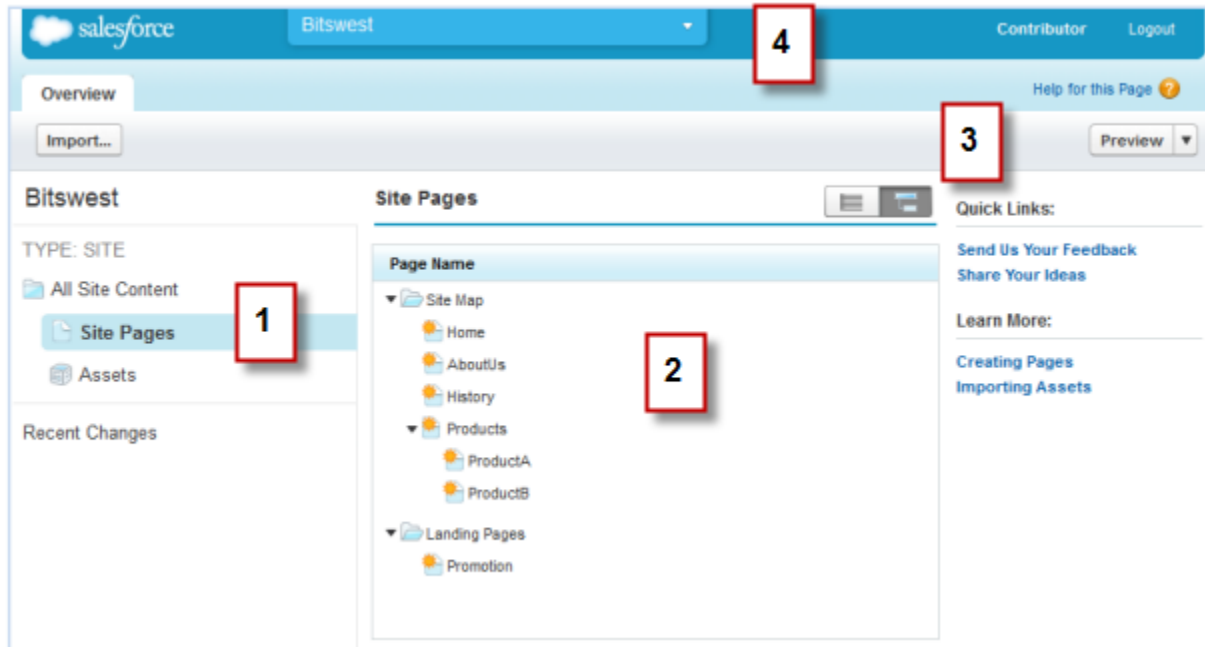 salesforce
Bitswest
4
Contributor
Logout
Overview
Help for this Page ?
Import...
3
Preview
Bitswest
TYPE: SITE
All Site Content
1
Site Pages
Assets
Recent Changes
Site Pages
Page Name
Site Map
Home
AboutUs
2
History
Products
ProductA
ProductB
Landing Pages
Promotion
Quick Links:
Send Us Your Feedback
Share Your Ideas
Learn More:
Creating Pages
Importing Assets